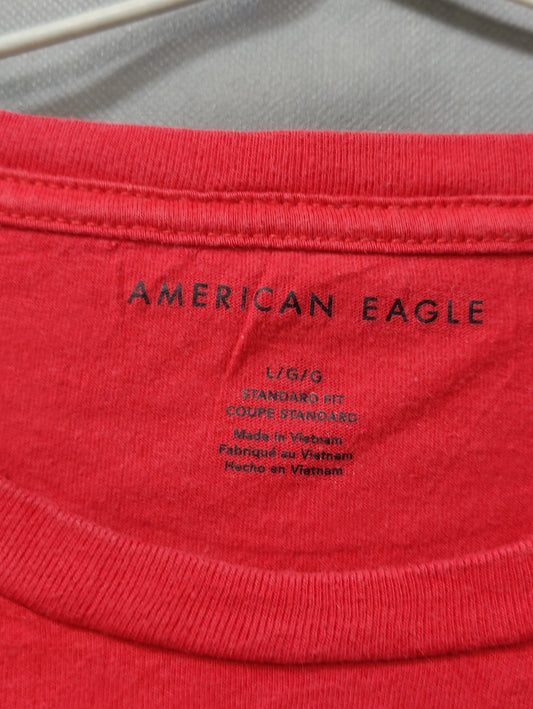 AMERICAN EAGLE
L/G/G
STANDARD FIT
COUPE STANDARD
Made in Vietnam
Fabriqué au Vietnam
Hecho en Vietnam